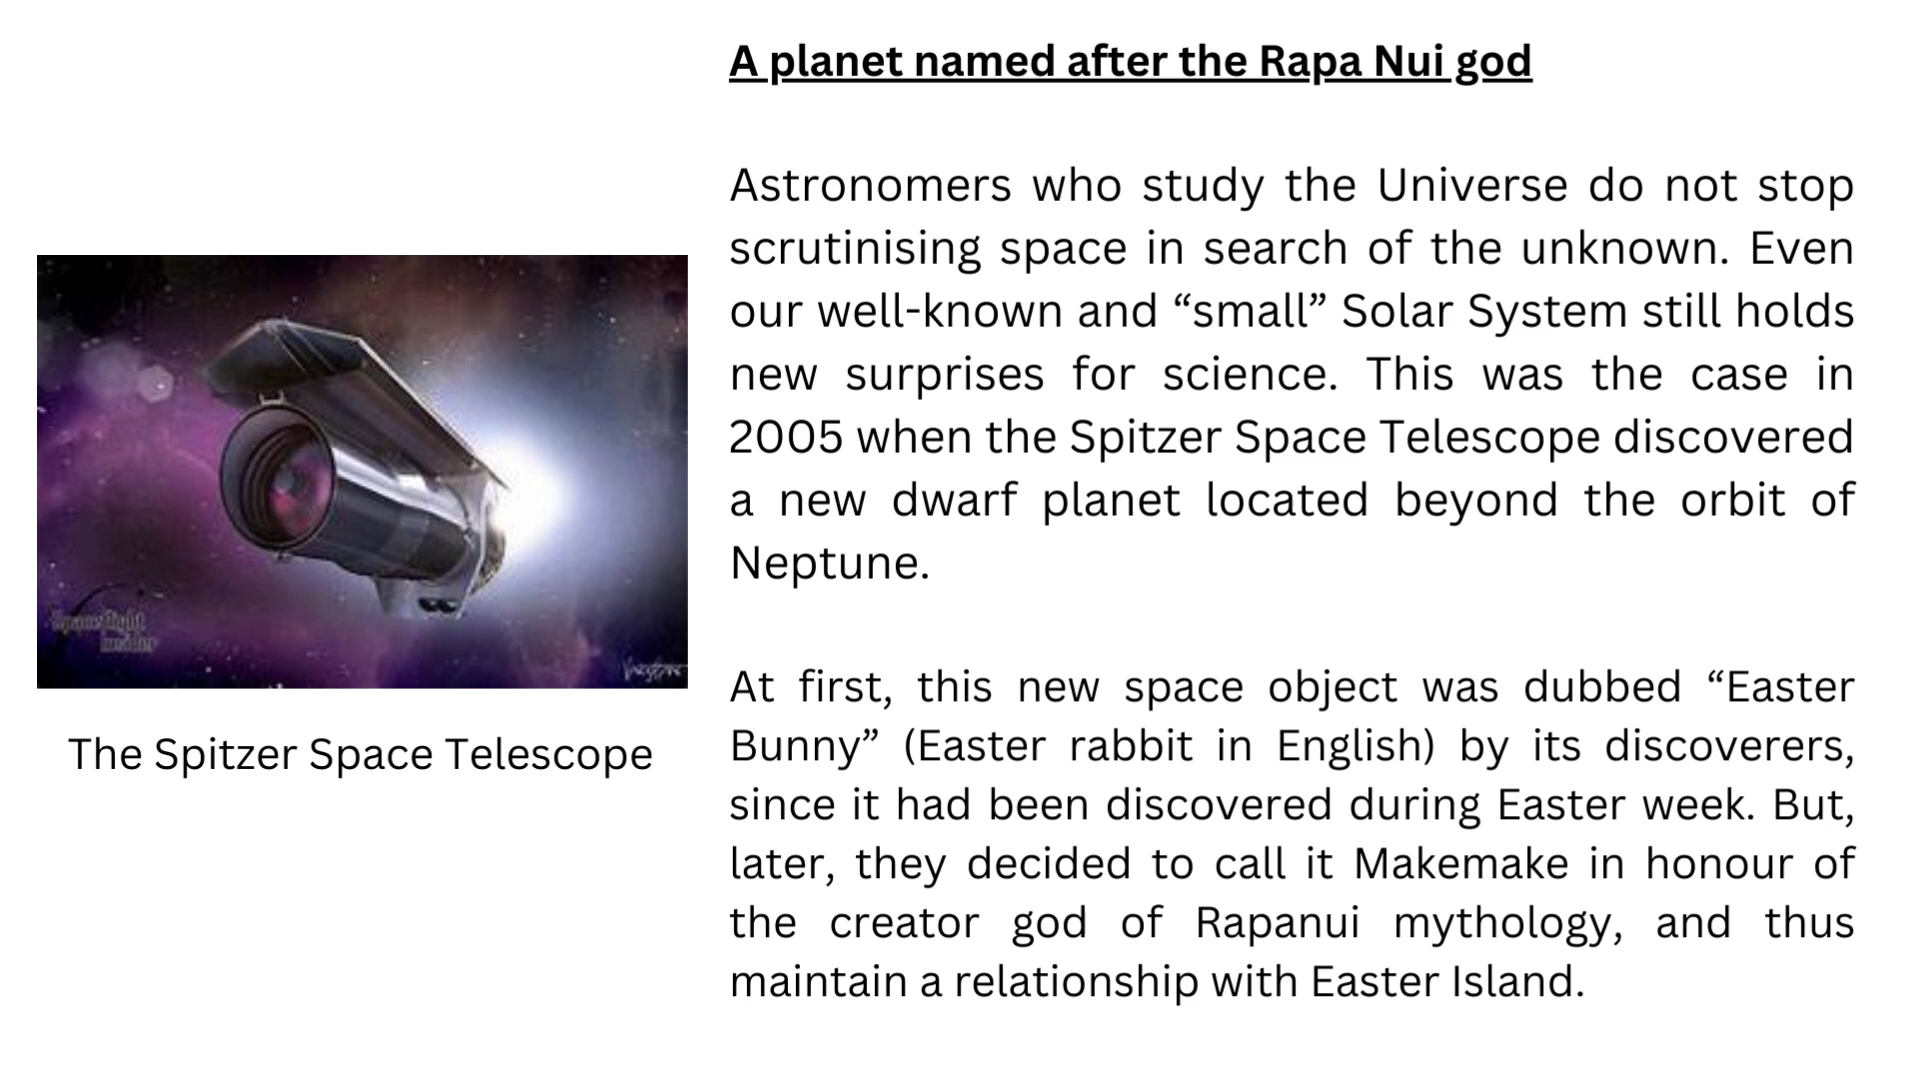 A planet named after the Rapa Nui god
Astronomers who study the Universe do not stop
scrutinising space in search of the unknown. Even
our well-known and “small” Solar System still holds
new surprises for science. This was the case in
2005 when the Spitzer Space Telescope discovered
a new dwarf planet located beyond the orbit of
Neptune.
At first, this new space object was dubbed “Easter
Bunny” (Easter rabbit in English) by its discoverers,
since it had been discovered during Easter week. But,
later, they decided to call it Makemake in honour of
the creator god of Rapanui mythology, and thus
maintain a relationship with Easter Island.
Spaceflight
Insider
The Spitzer Space Telescope